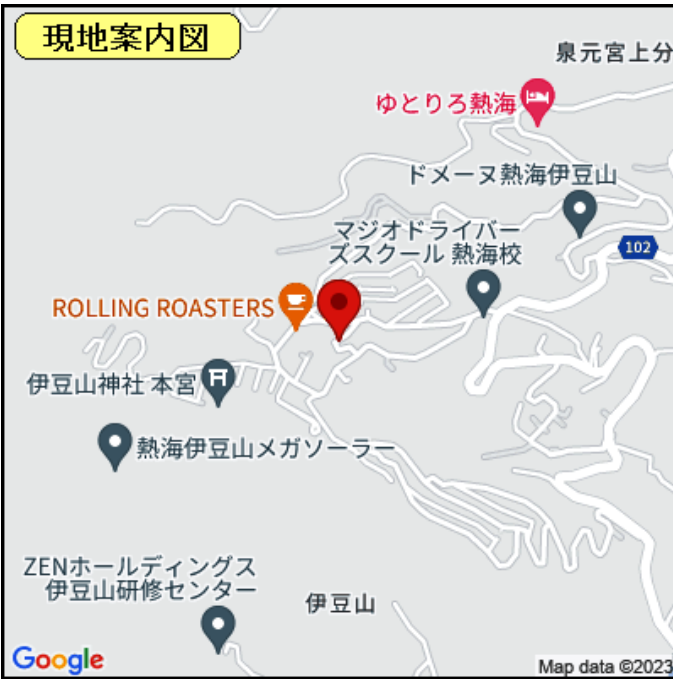 現地案内図
泉元宮上分
ゆとりろ熱海
ドメーヌ熱海伊豆山
マジオドライバー
ズスクール 熱海校
102
ROLLING ROASTERS
伊豆山神社 本宮
熱海伊豆山メガソーラー
ZENホールディングス
伊豆山研修センター
伊豆山
Google
Map data ©2023